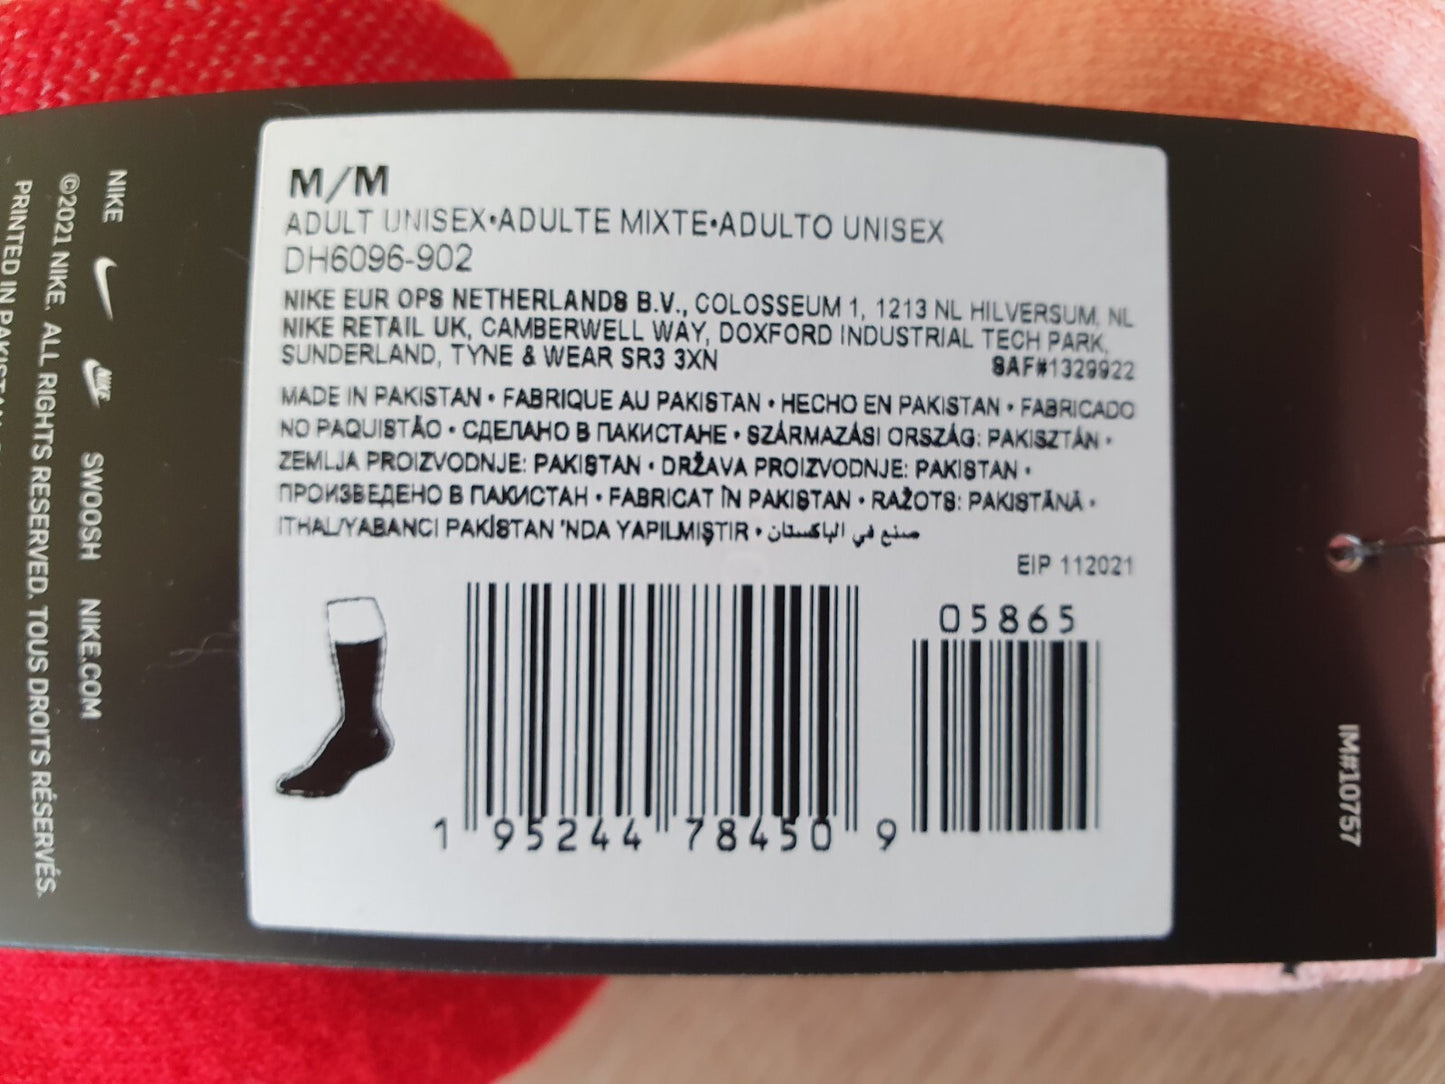 M/M
ADULT UNISEX•ADULTE MIXTE•ADULTO UNISEX
DH6096-902
NIKE EUR OPS NETHERLANDS B.V., COLOSSEUM 1, 1213 NL HILVERSUM, NL
NIKE RETAIL UK, CAMBERWELL WAY, DOXFORD INDUSTRIAL TECH PARK,
SUNDERLAND, TYNE & WEAR SR3 3XN SAF#1329922
MADE IN PAKISTAN • FABRIQUE AU PAKISTAN • HECHO EN PAKISTAN • FABRICADO
NO PAQUISTÃO • СДЕЛАНО В ПАКИСТАНЕ • SZÁRMAZÁSI ORSZÁG: PAKISZTÁN •
ZEMLJA PROIZVODNJE: PAKISTAN • DRŽAVA PROIZVODNJE: PAKISTAN •
ПРОИЗВЕДЕНО В ПАКИСТАН • FABRICAT ÎN PAKISTAN • RAŽOTS: PAKISTĀNĀ •
ITHAL/YABANCI PAKİSTAN 'NDA YAPILMIŞTIR • صنع في الباكستان
EIP 112021
05865
1 95244 78450 9
NIKE SWOOSH NIKE.COM
©2021 NIKE. ALL RIGHTS RESERVED. TOUS DROITS RÉSERVÉS.
PRINTED IN PAKISTAN
IM#10757